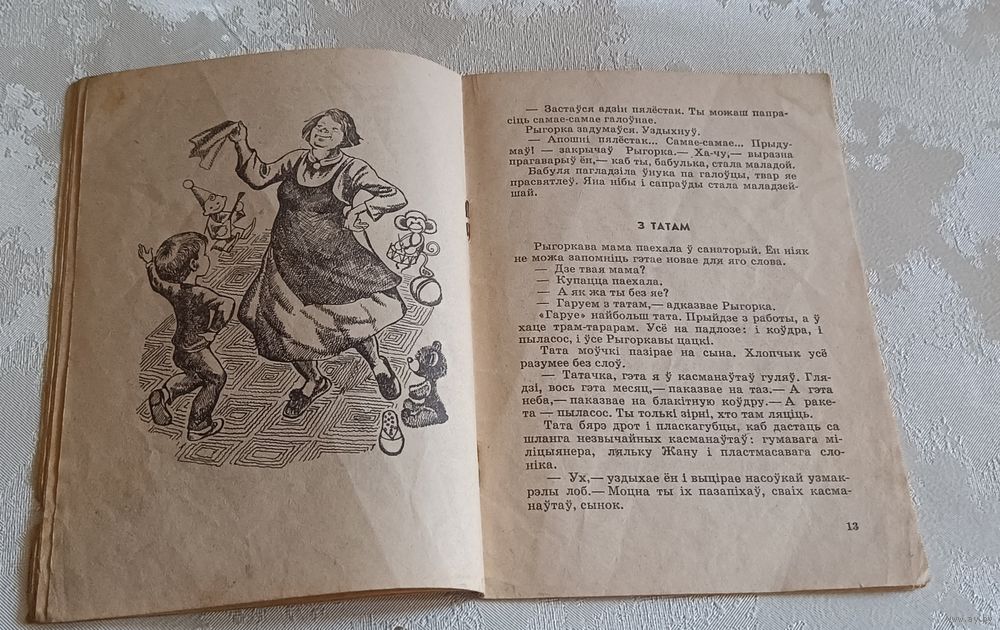 — Застаўся адзін пялёстак. Ты можаш папра-
сіць самае-самае галоўнае.
Рыгорка задумаўся. Уздыхнуў.
— Апошні пялёстак... Самае-самае... Прыду-
маў! — закрычаў Рыгорка.— Ха-чу,— выразна
прагаварыў ён,— каб ты, бабулька, стала маладой.
Бабуля пагладзіла ўнука па галоўцы, твар яе
прасвятлеў. Яна нібы і сапраўды стала маладзей-
шай.
З ТАТАМ
Рыгоркава мама паехала ў санаторый. Ён ніяк
не можа запомніць гэтае новае для яго слова.
— Дзе твая мама?
— Купацца паехала.
— А як жа ты без яе?
— Гаруем з татам,— адказвае Рыгорка.
«Гаруе» найбольш тата. Прыйдзе з работы, а ў
хаце трам-тарарам. Усё на падлозе: і коўдра, і
пыласос, і ўсе Рыгоркавы цацкі.
Тата моўчкі пазірае на сына. Хлопчык усё
разумее без слоў.
— Татачка, гэта я ў касманаўтаў гуляў. Гля-
дзі, вось гэта месяц,— паказвае на таз.— А гэта
неба,— паказвае на блакітную коўдру.— А раке-
та — пыласос. Ты толькі зірні, хто там ляціць.
Тата бярэ дрот і пласкагубцы, каб дастаць са
шланга незвычайных касманаўтаў: гумавага мі-
ліцыянера, ляльку Жану і пластмасавага сло-
ніка.
— Ух,— уздыхае ён і выцірае насоўкай узмак-
рэлы лоб.— Моцна ты іх пазапіхаў, сваіх касма-
наўтаў, сынок.
13
www.ay.by